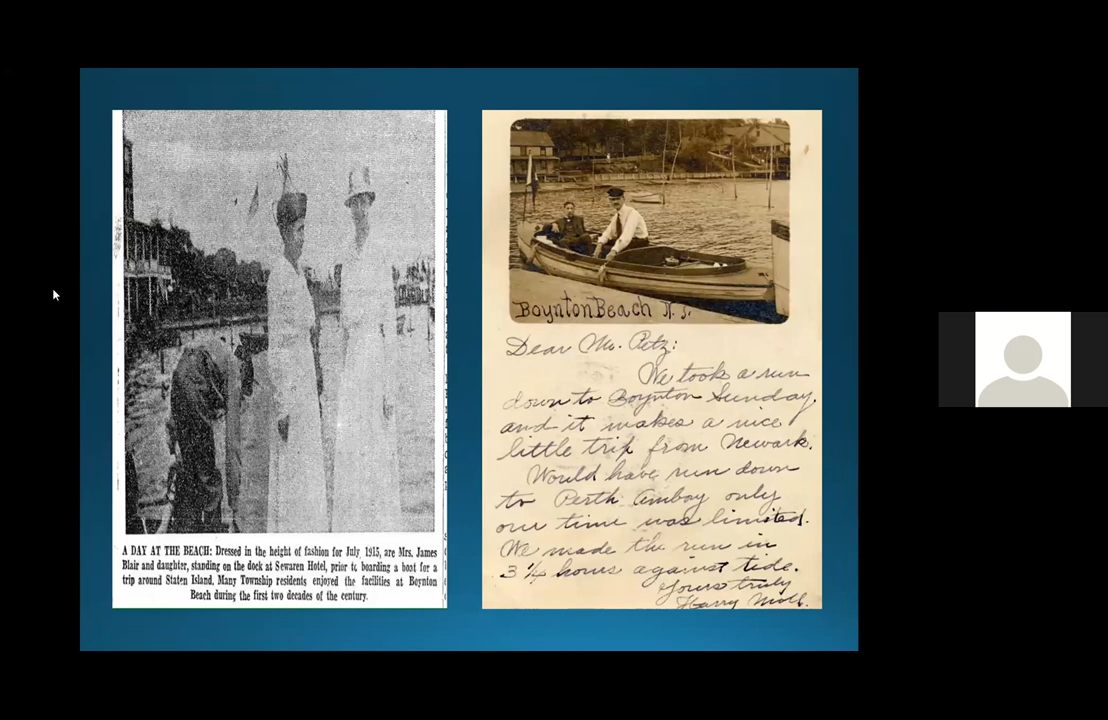 A DAY AT THE BEACH: Dressed in the height of fashion for July, 1915, are Mrs. James
Blair and daughter, standing on the dock at Sewaren Hotel, prior to boarding a boat for a
trip around Staten Island. Many Township residents enjoyed the facilities at Boynton
Beach during the first two decades of the century.
Boynton Beach N.J.
Dear Mr.
We took a run
down to Boynton Sunday,
and it makes a nice
little trip from Newark.
Would have run down
to Perth Amboy only
our time was limited.
We made the run in
3 1/4 hours against tide.
Yours truly
Harry